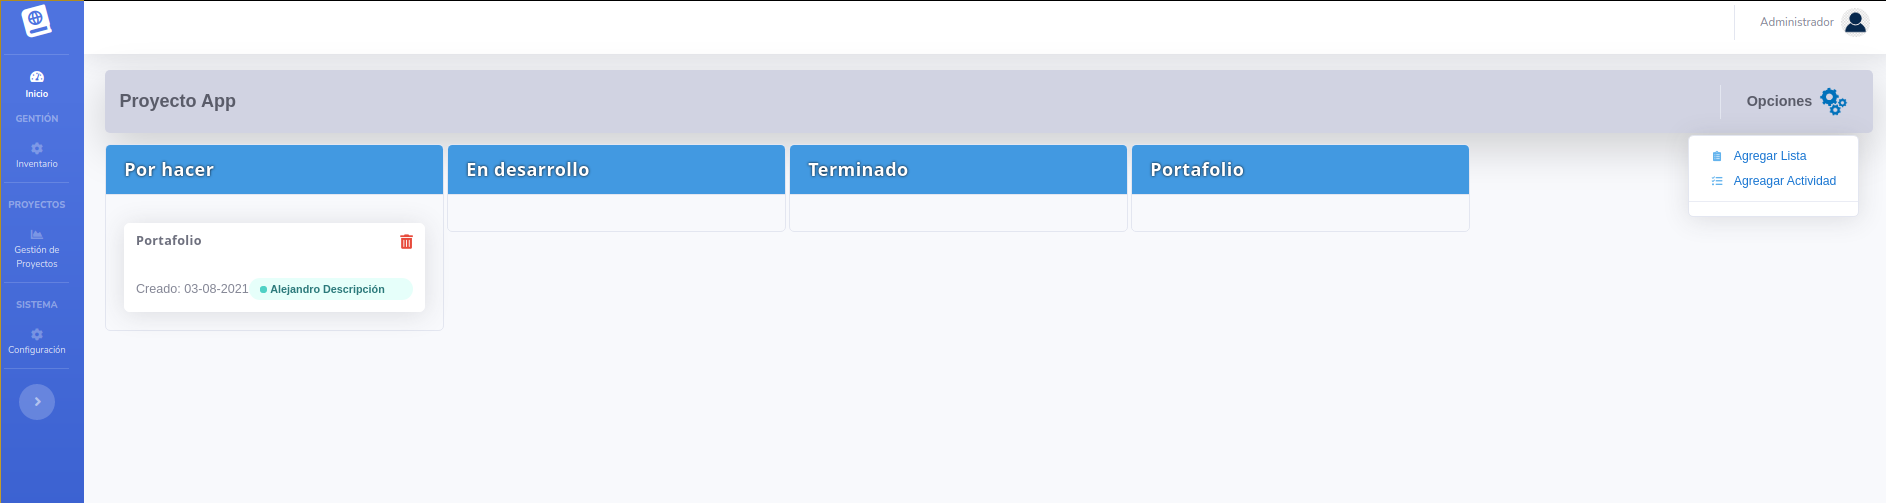 Administrador
Inicio
GESTIÓN
Inventario
PROYECTOS
Gestión de
Proyectos
SISTEMA
Configuración
Proyecto App
Opciones
Agregar Lista
Agreagar Actividad
Por hacer
En desarrollo
Terminado
Portafolio
Portafolio
Creado: 03-08-2021 Alejandro Descripción